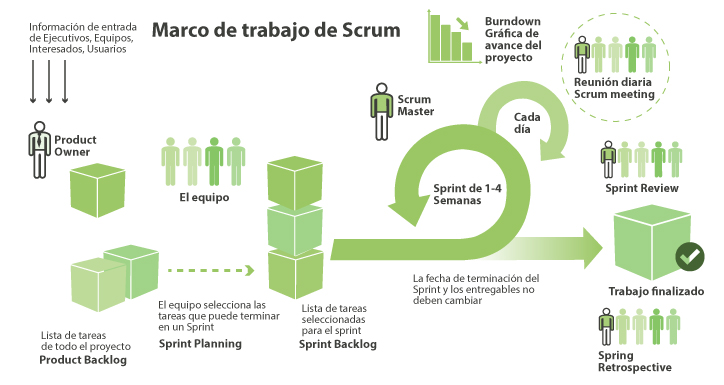 Marco de trabajo de Scrum
Información de entrada
de Ejecutivos, Equipos,
Interesados, Usuarios
Product
Owner
El equipo
Lista de tareas
de todo el proyecto
Product Backlog
El equipo selecciona las
tareas que puede terminar
en un Sprint
Sprint Planning
Lista de tareas
seleccionadas
para el sprint
Sprint Backlog
Burndown
Gráfica de
avance del
proyecto
Scrum
Master
Sprint de 1-4
Semanas
Cada
día
Reunión diaria
Scrum meeting
La fecha de terminación del
Sprint y los entregables no
deben cambiar
Sprint Review
Trabajo finalizado
Spring
Retrospective